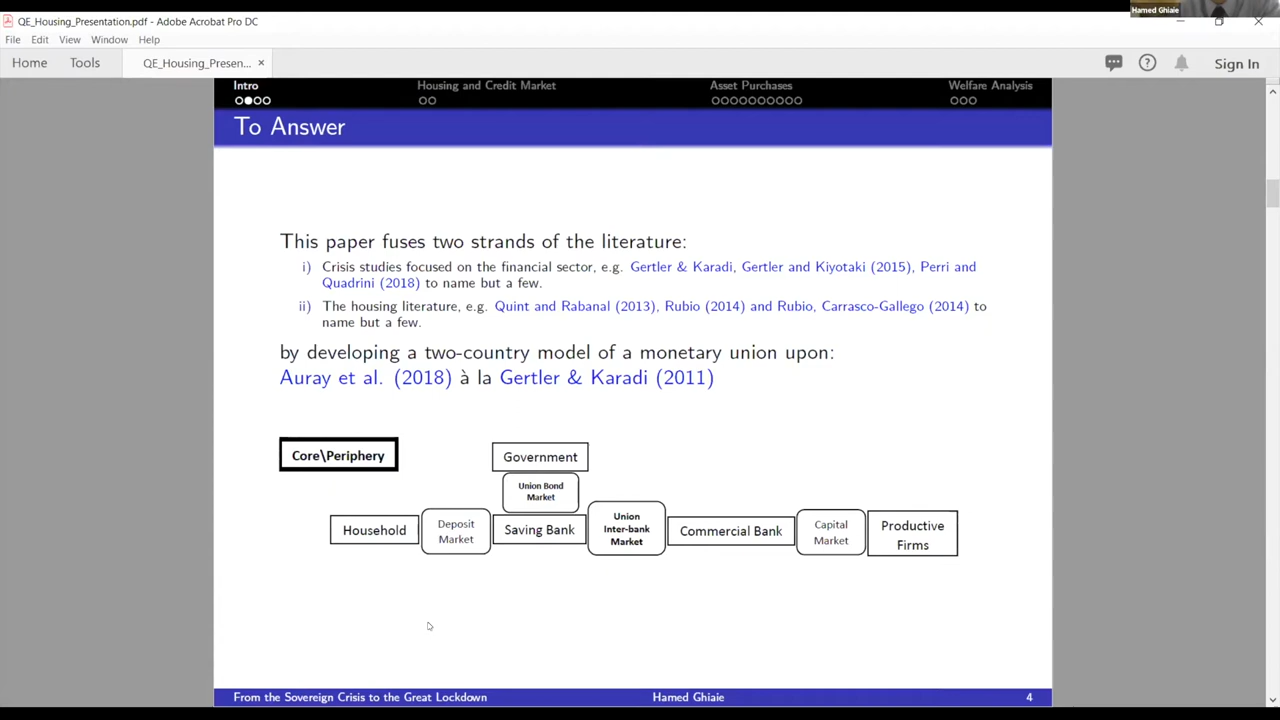 QE_Housing_Presentation.pdf - Adobe Acrobat Pro DC
Hamed Ghiaie
File Edit View Window Help
Home Tools QE_Housing_Presen... × Sign In
Intro Housing and Credit Market Asset Purchases Welfare Analysis
To Answer
This paper fuses two strands of the literature:
i) Crisis studies focused on the financial sector, e.g. Gertler & Karadi, Gertler and Kiyotaki (2015), Perri and
Quadrini (2018) to name but a few.
ii) The housing literature, e.g. Quint and Rabanal (2013), Rubio (2014) and Rubio, Carrasco-Gallego (2014) to
name but a few.
by developing a two-country model of a monetary union upon:
Auray et al. (2018) à la Gertler & Karadi (2011)
Core\Periphery
Government
Union Bond
Market
Household
Deposit
Market
Saving Bank
Union
Inter-bank
Market
Commercial Bank
Capital
Market
Productive
Firms
From the Sovereign Crisis to the Great Lockdown Hamed Ghiaie 4